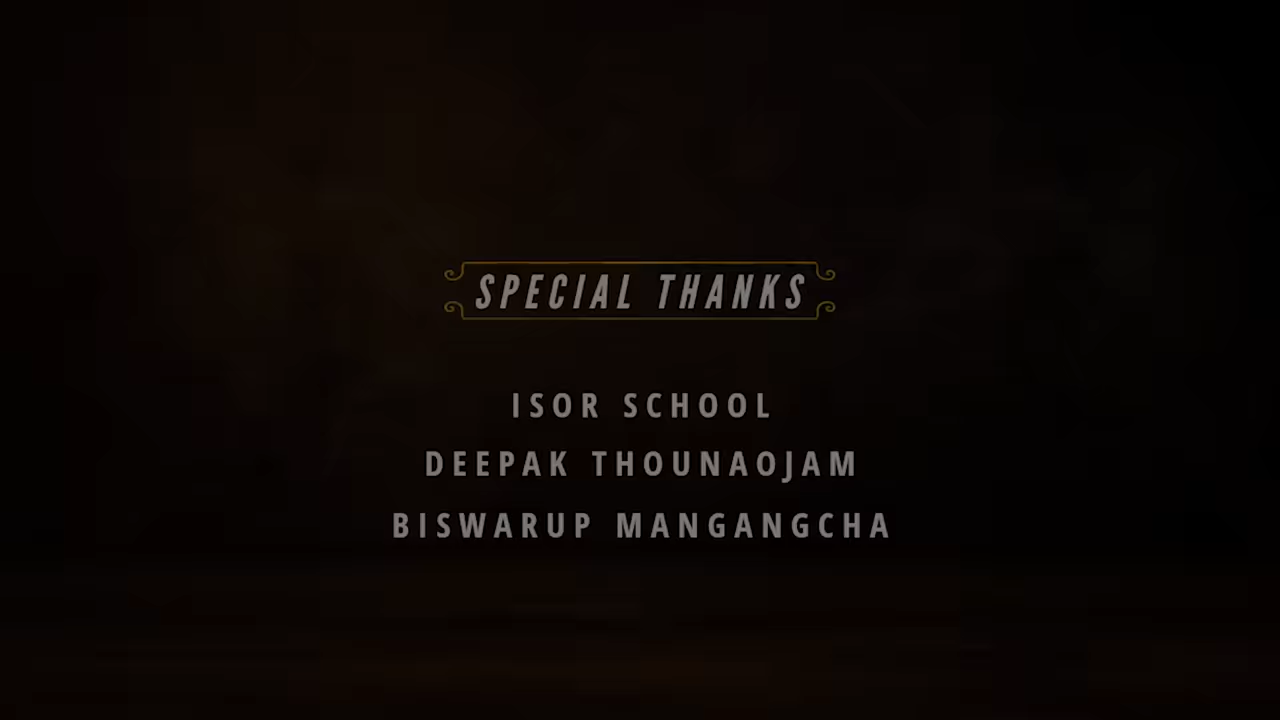 SPECIAL THANKS
ISOR SCHOOL
DEEPAK THOUNAOJAM
BISWARUP MANGANGCHA